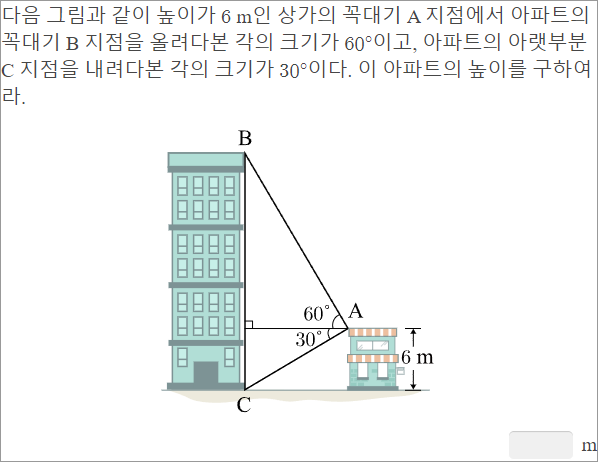 다음 그림과 같이 높이가 6 m인 상가의 꼭대기 A 지점에서 아파트의
꼭대기 B 지점을 올려다본 각의 크기가 60°이고, 아파트의 아랫부분
C 지점을 내려다본 각의 크기가 30°이다. 이 아파트의 높이를 구하여
라.
B
60°
A
30°
6 m
C
m